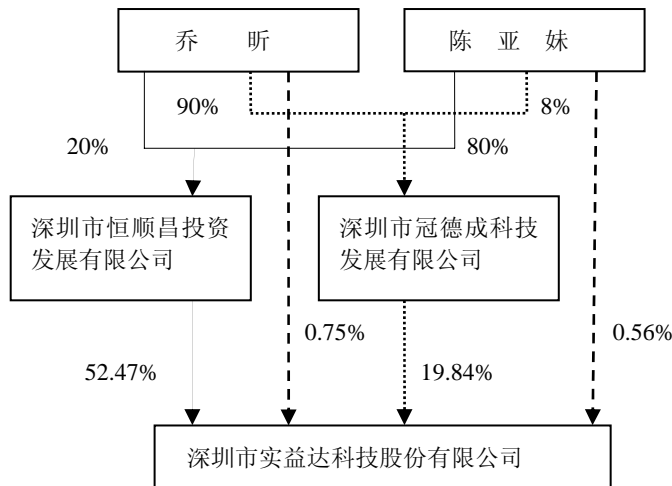 乔 昕
陈 亚 妹
90%
8%
20%
80%
深圳市恒顺昌投资
发展有限公司
深圳市冠德成科技
发展有限公司
0.75%
0.56%
52.47%
19.84%
深圳市实益达科技股份有限公司